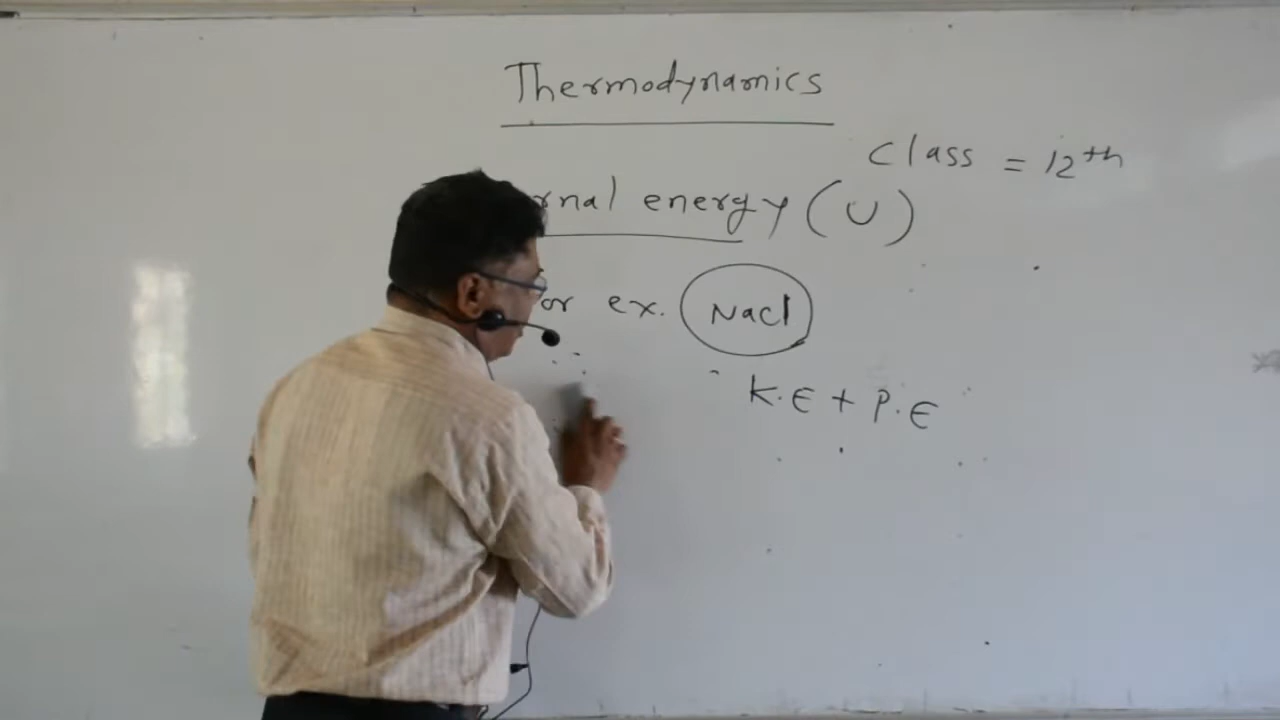 Thermodynamics
Class = 12th
rnal energy (U)
or ex. NaCl
K.E + P.E